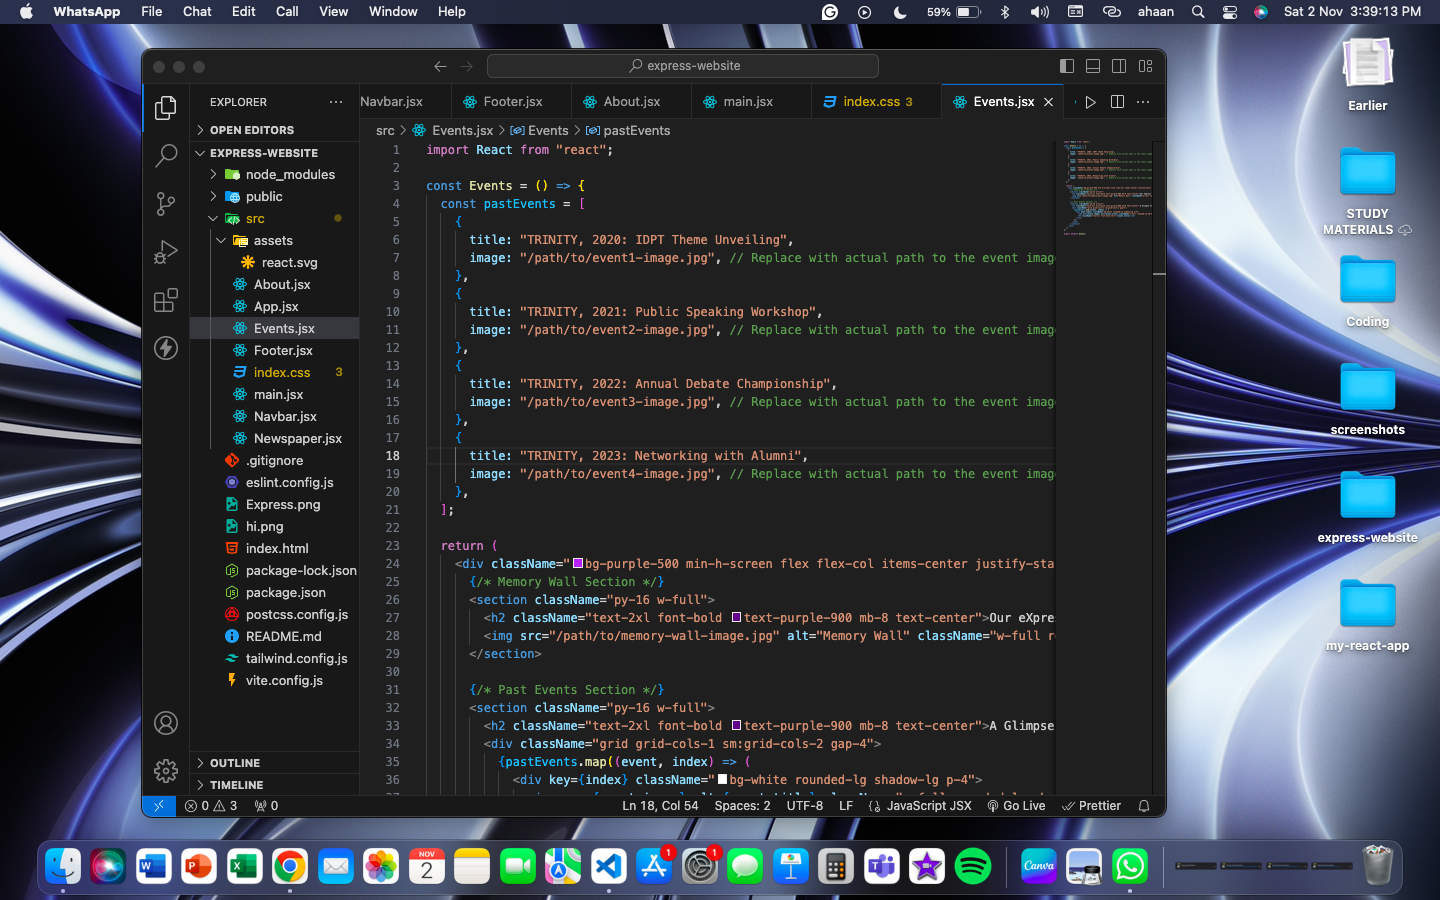 WhatsApp File Chat Edit Call View Window Help 59% ahaan Sat 2 Nov 3:39:13 PM
express-website
EXPLORER
Navbar.jsx Footer.jsx About.jsx main.jsx index.css 3 Events.jsx
OPEN EDITORS
src Events.jsx Events pastEvents
EXPRESS-WEBSITE
node_modules
public
src
assets
react.svg
About.jsx
App.jsx
Events.jsx
Footer.jsx
index.css 3
main.jsx
Navbar.jsx
Newspaper.jsx
.gitignore
eslint.config.js
Express.png
hi.png
index.html
package-lock.json
package.json
postcss.config.js
README.md
tailwind.config.js
vite.config.js
OUTLINE
TIMELINE
1 import React from "react";
2
3 const Events = () => {
4 const pastEvents = [
5 {
6 title: "TRINITY, 2020: IDPT Theme Unveiling",
7 image: "/path/to/event1-image.jpg", // Replace with actual path to the event imag
8 },
9 {
10 title: "TRINITY, 2021: Public Speaking Workshop",
11 image: "/path/to/event2-image.jpg", // Replace with actual path to the event imag
12 },
13 {
14 title: "TRINITY, 2022: Annual Debate Championship",
15 image: "/path/to/event3-image.jpg", // Replace with actual path to the event imag
16 },
17 {
18 title: "TRINITY, 2023: Networking with Alumni",
19 image: "/path/to/event4-image.jpg", // Replace with actual path to the event imag
20 },
21 ];
22
23 return (
24 <div className="bg-purple-500 min-h-screen flex flex-col items-center justify-sta
25 {/* Memory Wall Section */}
26 <section className="py-16 w-full">
27 <h2 className="text-2xl font-bold text-purple-900 mb-8 text-center">Our eXpre
28 <img src="/path/to/memory-wall-image.jpg" alt="Memory Wall" className="w-full r
29 </section>
30
31 {/* Past Events Section */}
32 <section className="py-16 w-full">
33 <h2 className="text-2xl font-bold text-purple-900 mb-8 text-center">A Glimpse
34 <div className="grid grid-cols-1 sm:grid-cols-2 gap-4">
35 {pastEvents.map((event, index) => (
36 <div key={index} className="bg-white rounded-lg shadow-lg p-4">
0 3 0 Ln 18, Col 54 Spaces: 2 UTF-8 LF JavaScript JSX Go Live Prettier
Earlier
STUDY
MATERIALS
Coding
screenshots
express-website
my-react-app
NOV
2
1
1
Canva